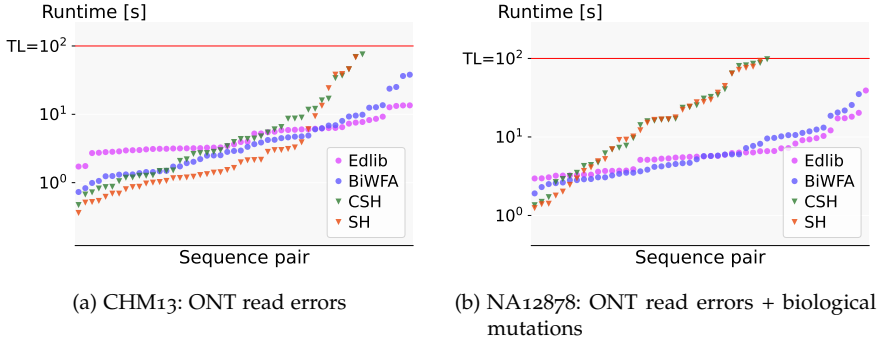 Runtime [s]
TL=10²
10¹
10⁰
Edlib
BiWFA
CSH
SH
Sequence pair
(a) CHM13: ONT read errors
Runtime [s]
TL=10²
10¹
10⁰
Edlib
BiWFA
CSH
SH
Sequence pair
(b) NA12878: ONT read errors + biological
mutations